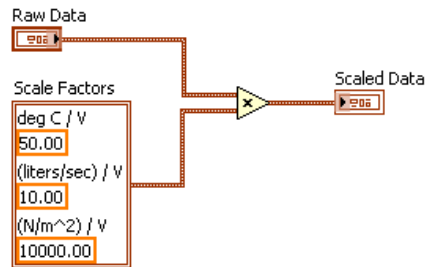 Raw Data
Scale Factors
deg C / V
50.00
(liters/sec) / V
10.00
(N/m^2) / V
10000.00
Scaled Data